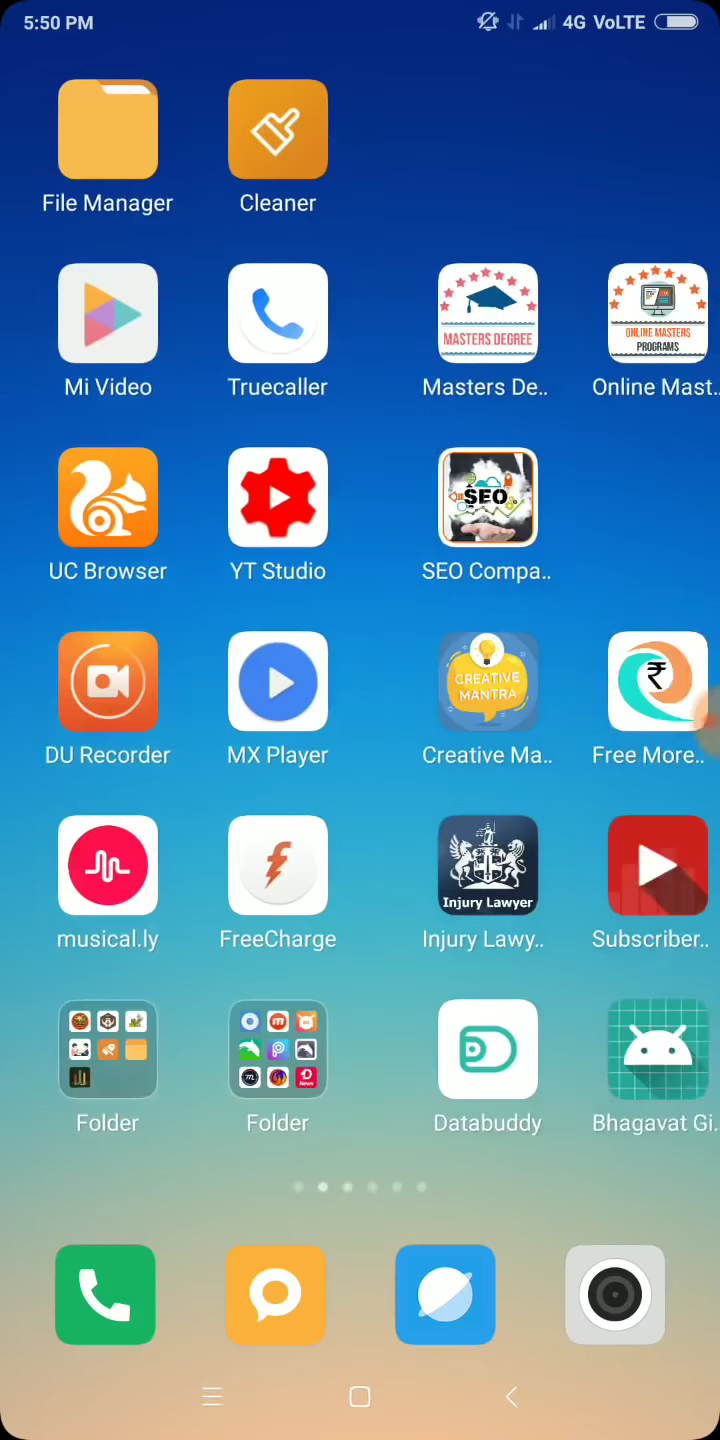 5:50 PM 4G VoLTE
File Manager Cleaner
MASTERS DEGREE
ONLINE MASTERS
PROGRAMS
Mi Video Truecaller Masters De.. Online Mast..
SEO
UC Browser YT Studio SEO Compa..
CREATIVE
MANTRA
₹
DU Recorder MX Player Creative Ma.. Free More..
Injury Lawyer
musical.ly FreeCharge Injury Lawy.. Subscriber..
News
Folder Folder Databuddy Bhagavat Gi..